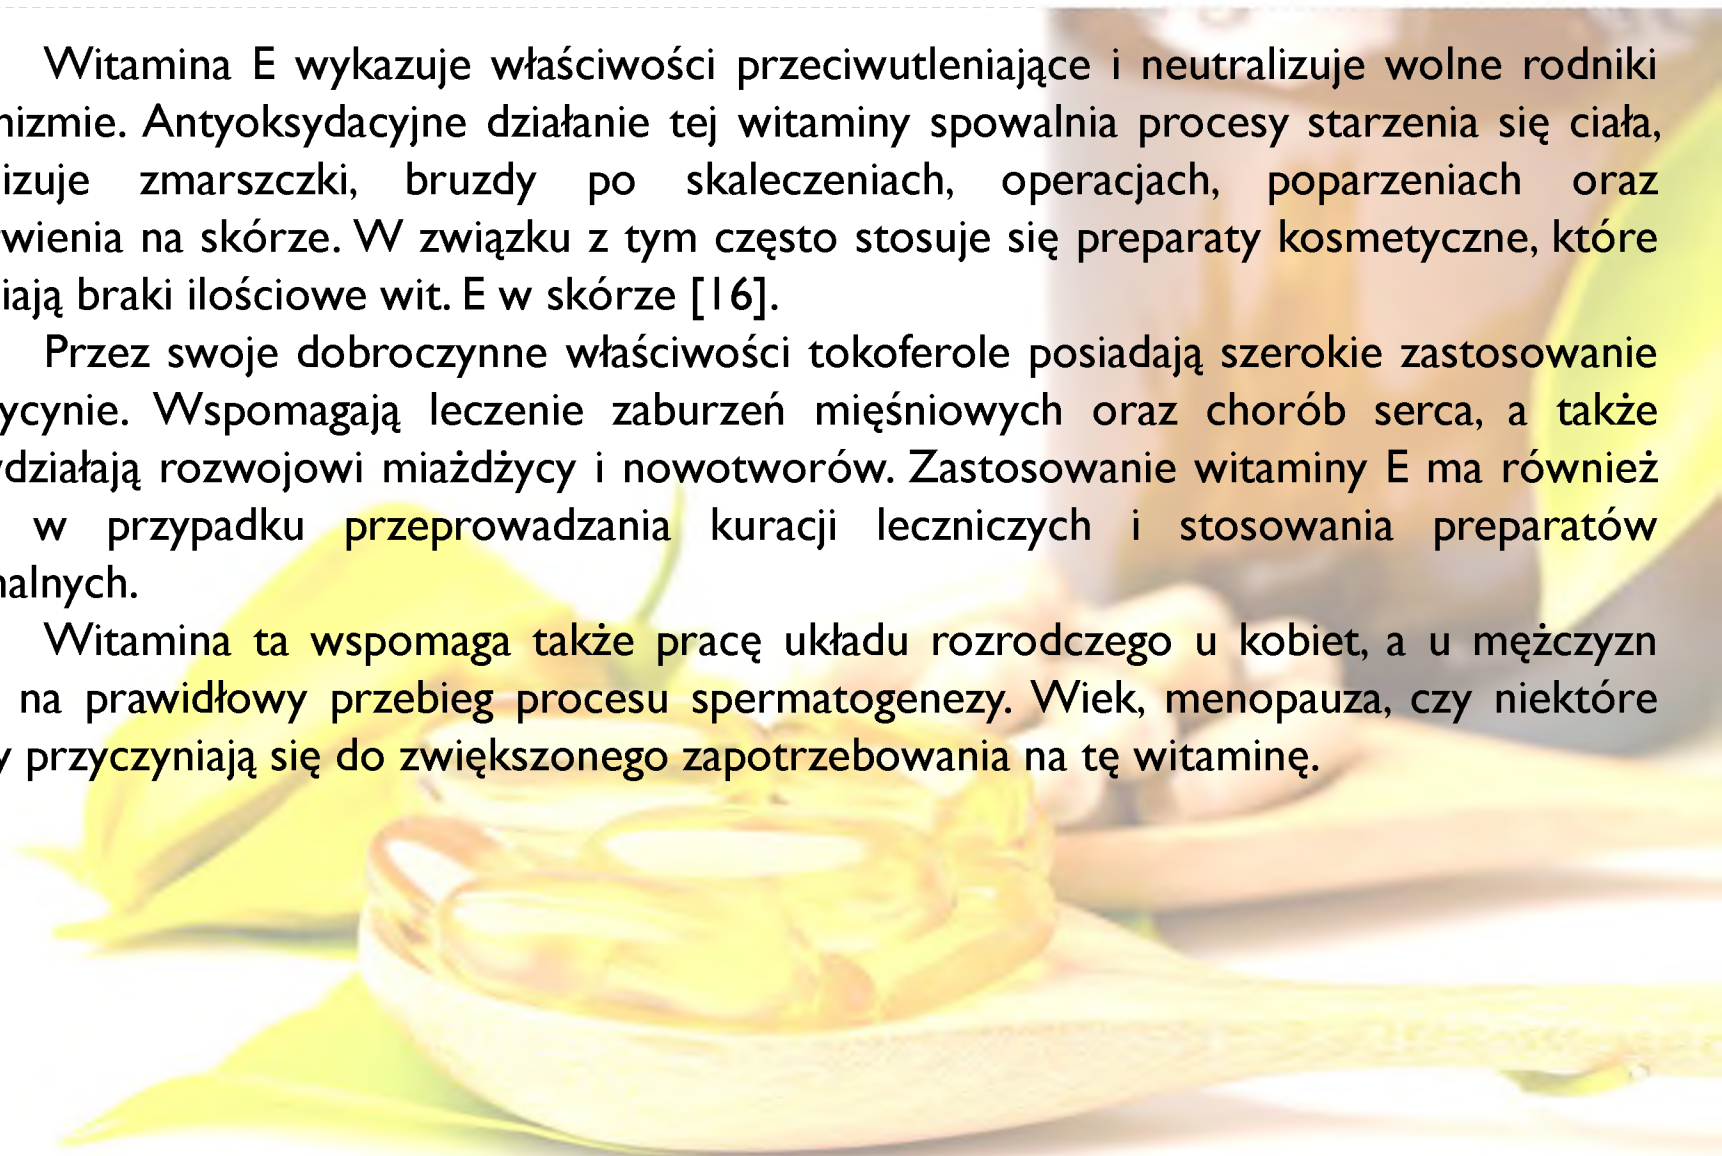 Witamina E wykazuje właściwości przeciwutleniające i neutralizuje wolne rodniki
nizmie. Antyoksydacyjne działanie tej witaminy spowalnia procesy starzenia się ciała,
izuje zmarszczki, bruzdy po skaleczeniach, operacjach, poparzeniach oraz
wienia na skórze. W związku z tym często stosuje się preparaty kosmetyczne, które
iają braki ilościowe wit. E w skórze [16].
Przez swoje dobroczynne właściwości tokoferole posiadają szerokie zastosowanie
ycynie. Wspomagają leczenie zaburzeń mięśniowych oraz chorób serca, a także
działają rozwojowi miażdżycy i nowotworów. Zastosowanie witaminy E ma również
w przypadku przeprowadzania kuracji leczniczych i stosowania preparatów
nalnych.
Witamina ta wspomaga także pracę układu rozrodczego u kobiet, a u mężczyzn
na prawidłowy przebieg procesu spermatogenezy. Wiek, menopauza, czy niektóre
y przyczyniają się do zwiększonego zapotrzebowania na tę witaminę.